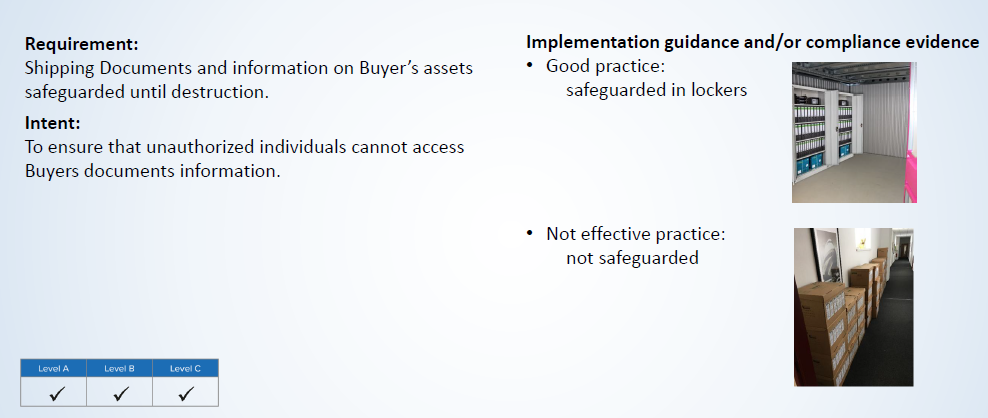 Requirement:
Shipping Documents and information on Buyer’s assets
safeguarded until destruction.
Intent:
To ensure that unauthorized individuals cannot access
Buyers documents information.
Implementation guidance and/or compliance evidence
• Good practice:
safeguarded in lockers
• Not effective practice:
not safeguarded
Level A Level B Level C
✓ ✓ ✓